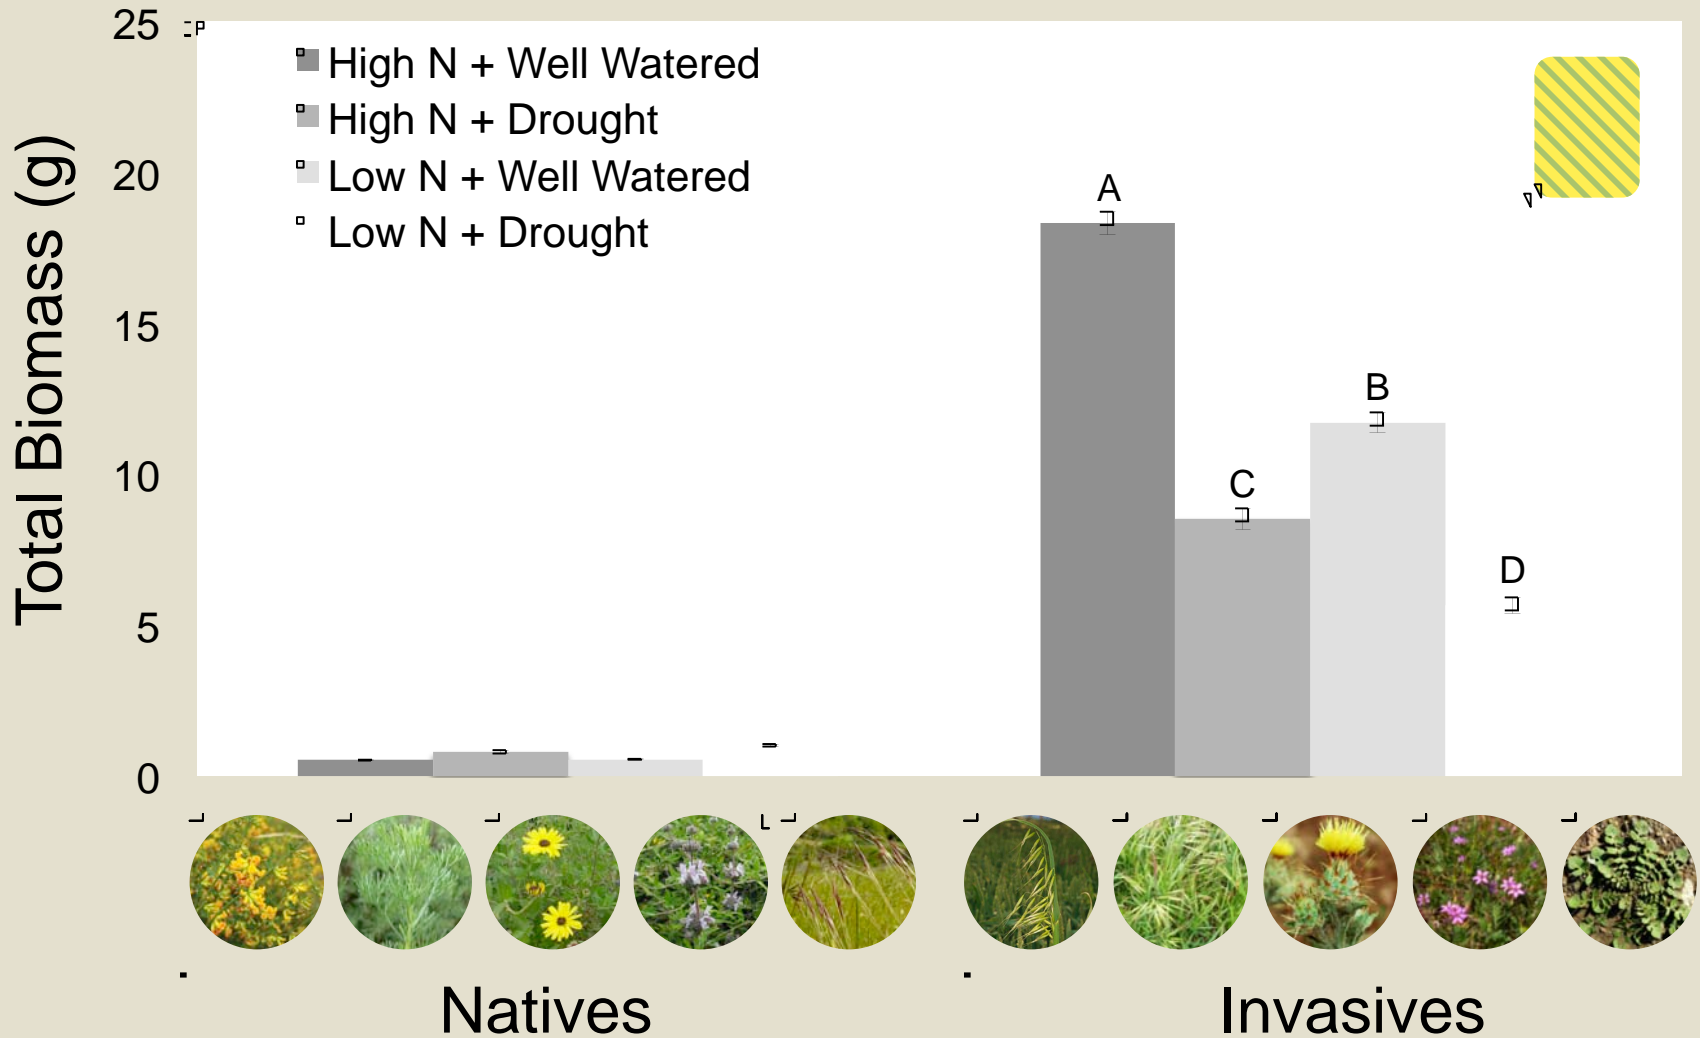 25
20
15
10
5
0
Total Biomass (g)
High N + Well Watered
High N + Drought
Low N + Well Watered
Low N + Drought
A
C
B
D
Natives
Invasives